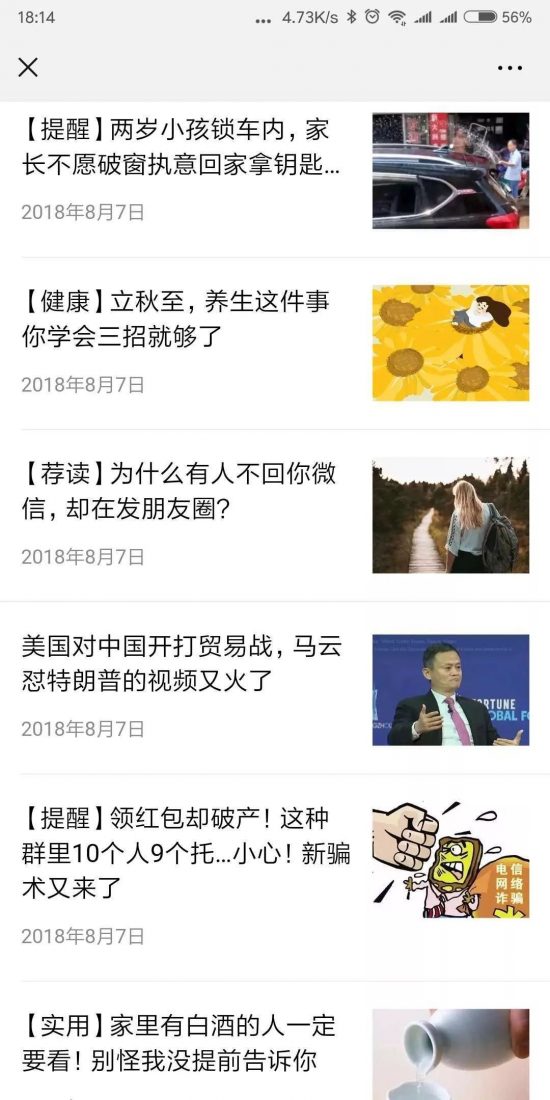 18:14
4.73K/s
56%
【提醒】两岁小孩锁车内，家
长不愿破窗执意回家拿钥匙...
2018年8月7日
【健康】立秋至，养生这件事
你学会三招就够了
2018年8月7日
【荐读】为什么有人不回你微
信，却在发朋友圈？
2018年8月7日
美国对中国开打贸易战，马云
怼特朗普的视频又火了
2018年8月7日
FORTUNE
OBAL FO
【提醒】领红包却破产！这种
群里10个人9个托...小心！新骗
术又来了
2018年8月7日
电信
网络
诈骗
【实用】家里有白酒的人一定
要看！别怪我没提前告诉你